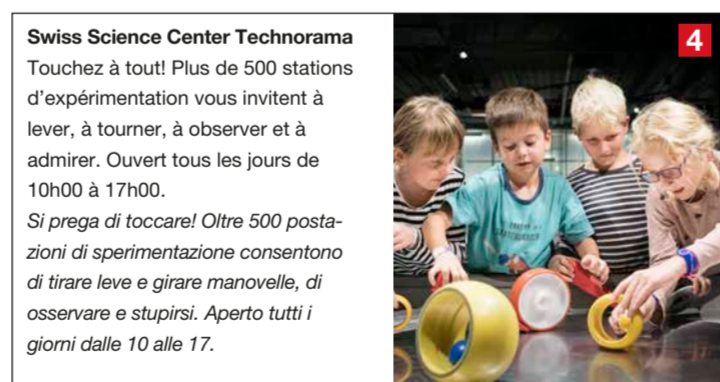 Swiss Science Center Technorama
Touchez à tout! Plus de 500 stations
d'expérimentation vous invitent à
lever, à tourner, à observer et à
admirer. Ouvert tous les jours de
10h00 à 17h00.
Si prega di toccare! Oltre 500 posta-
zioni di sperimentazione consentono
di tirare leve e girare manovelle, di
osservare e stupirsi. Aperto tutti i
giorni dalle 10 alle 17.
4